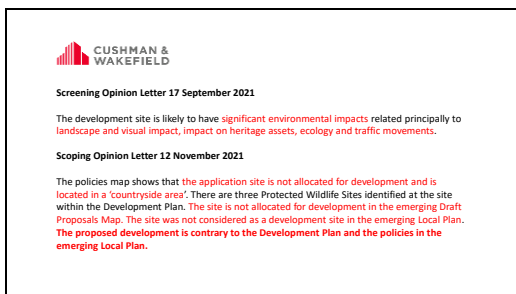 CUSHMAN &
WAKEFIELD
Screening Opinion Letter 17 September 2021
The development site is likely to have significant environmental impacts related principally to
landscape and visual impact, impact on heritage assets, ecology and traffic movements.
Scoping Opinion Letter 12 November 2021
The policies map shows that the application site is not allocated for development and is
located in a ‘countryside area’. There are three Protected Wildlife Sites identified at the site
within the Development Plan. The site is not allocated for development in the emerging Draft
Proposals Map. The site was not considered as a development site in the emerging Local Plan.
The proposed development is contrary to the Development Plan and the policies in the
emerging Local Plan.